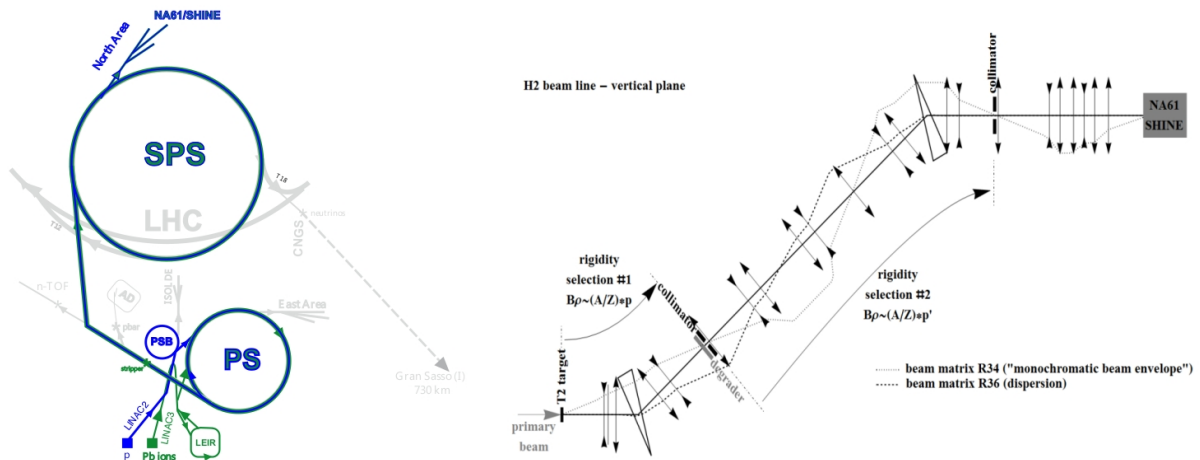 NA61/SHINE
North Area
SPS
LHC
TI8
TI2
neutrinos
CNGS
n-TOF
AD
pbar
ISOLDE
East Area
PSB
PS
stripper
LINAC2
LINAC3
LEIR
p
Pb ions
Gran Sasso (I)
730 km
H2 beam line – vertical plane
collimator
NA61
SHINE
rigidity
selection #1
Bρ~(A/Z)*p
collimator
degrader
rigidity
selection #2
Bρ~(A/Z)*p'
T2 target
primary
beam
beam matrix R34 ("monochromatic beam envelope")
beam matrix R36 (dispersion)